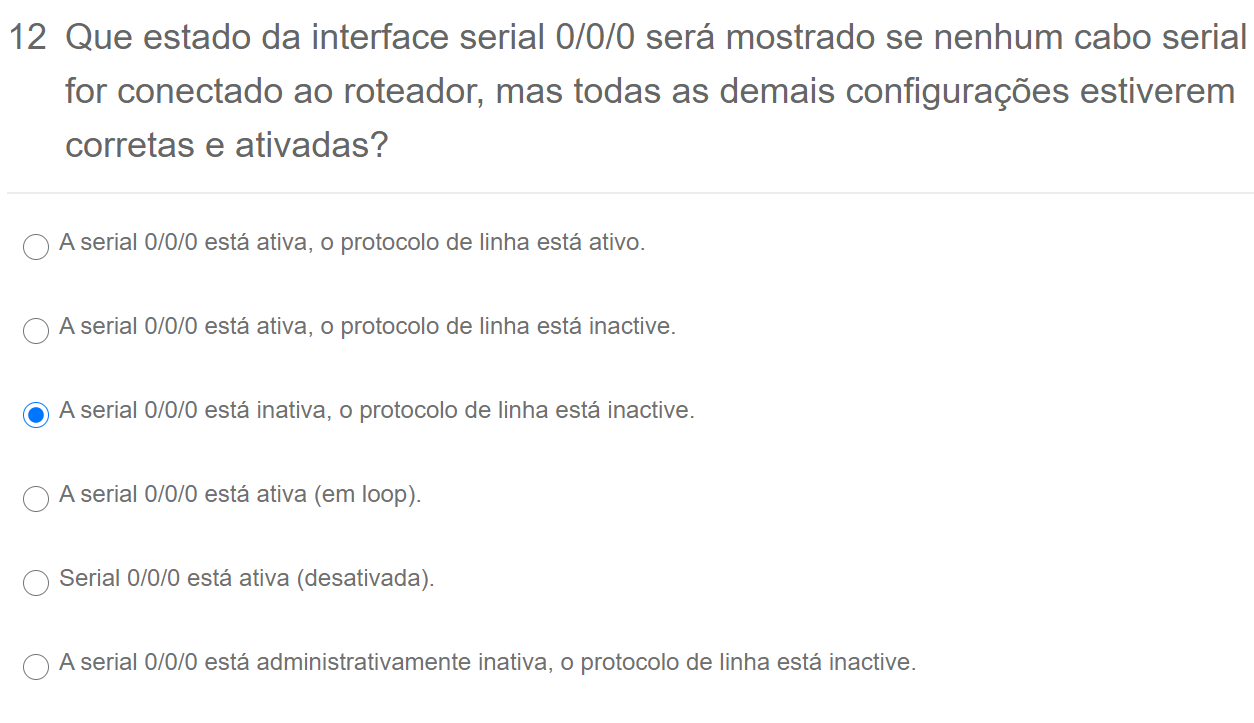 12 Que estado da interface serial 0/0/0 será mostrado se nenhum cabo serial
for conectado ao roteador, mas todas as demais configurações estiverem
corretas e ativadas?
A serial 0/0/0 está ativa, o protocolo de linha está ativo.
A serial 0/0/0 está ativa, o protocolo de linha está inactive.
A serial 0/0/0 está inativa, o protocolo de linha está inactive.
A serial 0/0/0 está ativa (em loop).
Serial 0/0/0 está ativa (desativada).
A serial 0/0/0 está administrativamente inativa, o protocolo de linha está inactive.